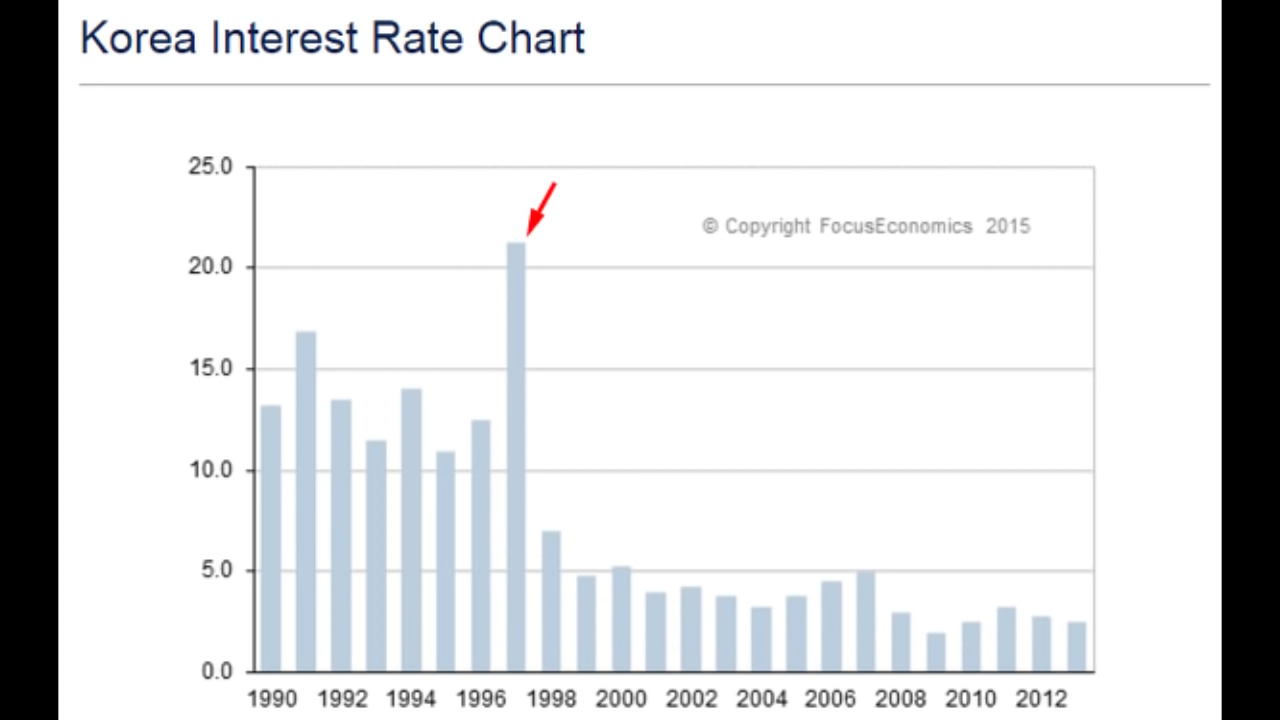 Korea Interest Rate Chart
25.0
© Copyright FocusEconomics 2015
20.0
15.0
10.0
5.0
0.0
1990 1992 1994 1996 1998 2000 2002 2004 2006 2008 2010 2012